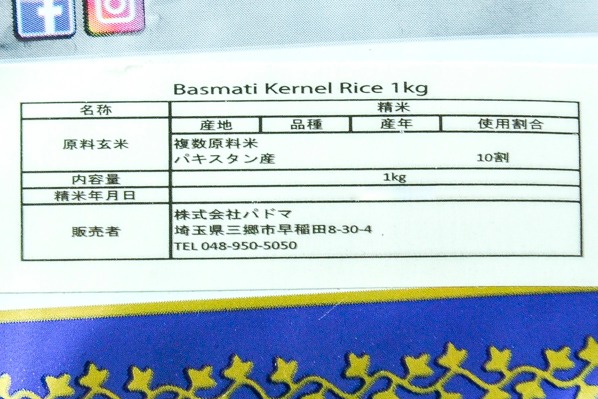 Basmati Kernel Rice 1kg
名称 精米
原料玄米 産地 品種 産年 使用割合
複数原料米
パキスタン産 10割
内容量 1kg
精米年月日
販売者 株式会社パドマ
埼玉県三郷市早稲田8-30-4
TEL 048-950-5050